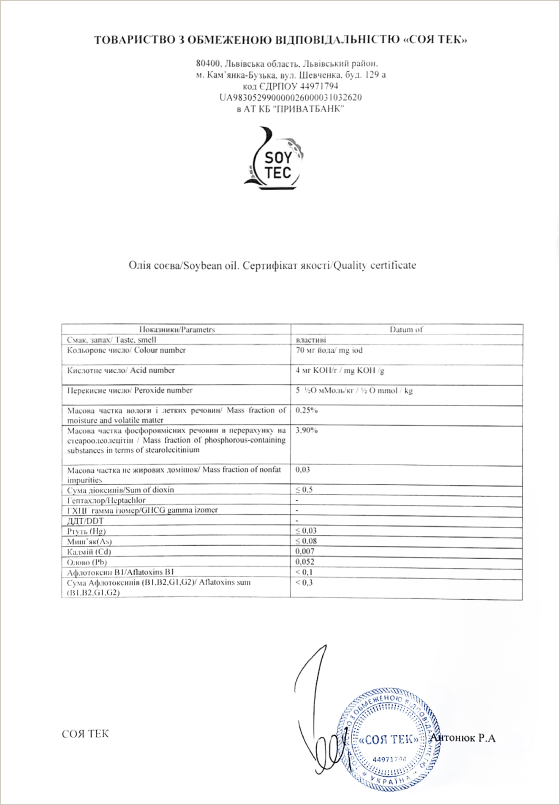 ТОВАРИСТВО З ОБМЕЖЕНОЮ ВІДПОВІДАЛЬНІСТЮ «СОЯ ТЕК»
80400, Львівська область, Львівський район,
м. Кам'янка-Бузька, вул. Шевченка, буд. 129 а
код ЄДРПОУ 44971794
UA983052990000026000031032620
в АТ КБ "ПРИВАТБАНК"
SOY
TEC
Олія соєва/Soybean oil. Сертифікат якості/Quality certificate
Показники/Parametrs Datum of
Смак, запах/ Taste, smell властиві
Кольорове число/ Colour number 70 мг йода/ mg iod
Кислотне число/ Acid number 4 мг КОН/г / mg KOH /g
Перекисне число/ Peroxide number 5 ½O мМоль/кг / ½ O mmol / kg
Масова частка вологи і летких речовин/ Mass fraction of 0,25%
moisture and volatile matter
Масова частка фосфоровмісних речовин в перерахунку на 3,90%
стеароолеолецітін / Mass fraction of phosphorous-containing
substances in terms of stearolecitinium
Масова частка не жирових домішок/ Mass fraction of nonfat 0,03
impurities
Сума діоксинів/Sum of dioxin ≤ 0,5
Гептахлор/Heptachlor -
ГХЦГ гамма ізомер/GHCG gamma izomer -
ДДТ/DDT -
Ртуть (Hg) ≤ 0,03
Миш'як(As) ≤ 0,08
Кадмій (Cd) 0,007
Олово (Pb) 0,052
Афлотоксин В1/Aflatoxins B1 < 0,1
Сума Афлотоксинів (B1,B2,G1,G2)/ Aflatoxins sum < 0,3
(B1,B2,G1,G2)
СОЯ ТЕК
З ОБМЕЖЕНОЮ ВІДПОВІДАЛЬНІСТЮ
«СОЯ ТЕК»
44971794
УКРАЇНА
Антонюк Р.А